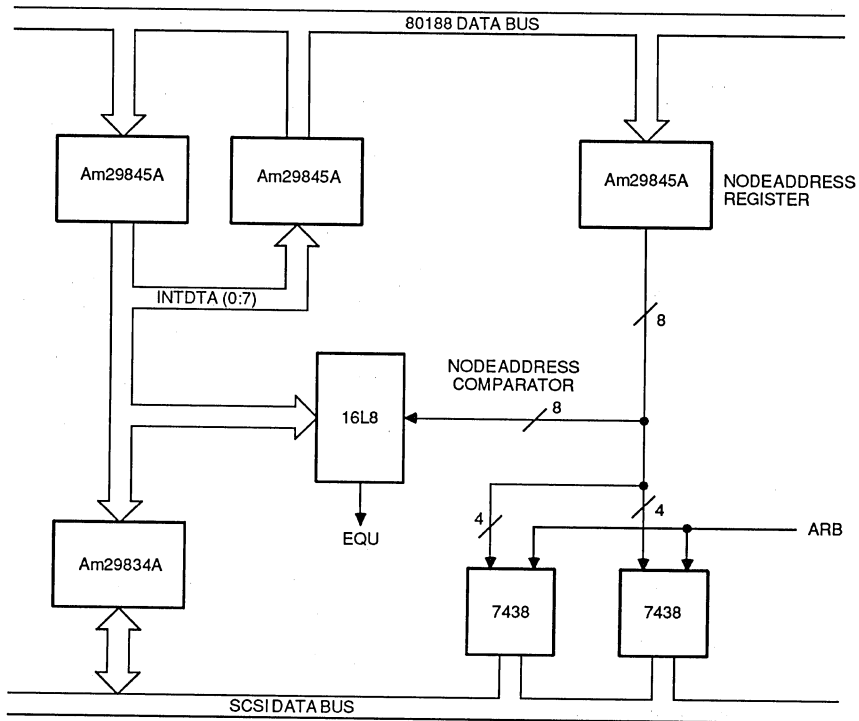 80188 DATA BUS
Am29845A
Am29845A
Am29845A
NODEADDRESS
REGISTER
INTDTA (0:7)
8
NODEADDRESS
COMPARATOR
8
16L8
EQU
4
4
ARB
Am29834A
7438
7438
SCSI DATA BUS